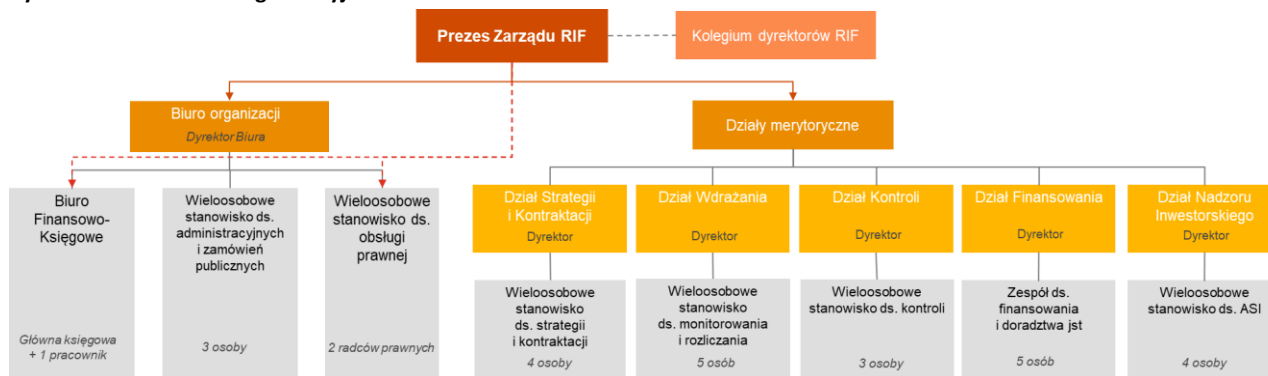 Prezes Zarządu RIF
Kolegium dyrektorów RIF
Biuro organizacji
Dyrektor Biura
Działy merytoryczne
Biuro
Finansowo-
Księgowe
Główna księgowa
+ 1 pracownik
Wieloosobowe
stanowisko ds.
administracyjnych
i zamówień
publicznych
3 osoby
Wieloosobowe
stanowisko ds.
obsługi
prawnej
2 radców prawnych
Dział Strategii
i Kontraktacji
Dyrektor
Dział Wdrażania
Dyrektor
Dział Kontroli
Dyrektor
Dział Finansowania
Dyrektor
Dział Nadzoru
Inwestorskiego
Dyrektor
Wieloosobowe
stanowisko
ds. strategii
i kontraktacji
4 osoby
Wieloosobowe
stanowisko
ds. monitorowania
i rozliczania
5 osób
Wieloosobowe
stanowisko ds. kontroli
3 osoby
Zespół ds.
finansowania
i doradztwa jst
5 osób
Wieloosobowe
stanowisko ds. ASI
4 osoby